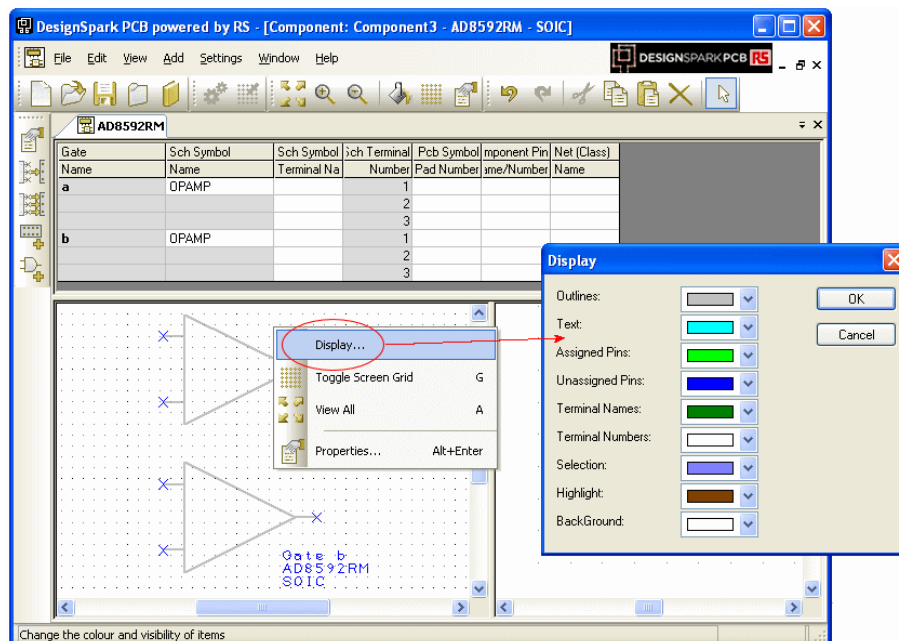 DesignSpark PCB powered by RS - [Component: Component3 - AD8592RM - SOIC]
File Edit View Add Settings Window Help
DESIGNSPARK PCB RS
AD8592RM
Gate Sch Symbol Sch Symbol Sch Terminal Pcb Symbol mponent Pin Net (Class)
Name Name Terminal Na Number Pad Number ame/Number Name
a OPAMP 1
2
3
b OPAMP 1
2
3
Display...
Toggle Screen Grid G
View All A
Properties... Alt+Enter
Gate b
AD8592RM
SOIC
Display
Outlines:
Text:
Assigned Pins:
Unassigned Pins:
Terminal Names:
Terminal Numbers:
Selection:
Highlight:
BackGround:
OK
Cancel
Change the colour and visibility of items